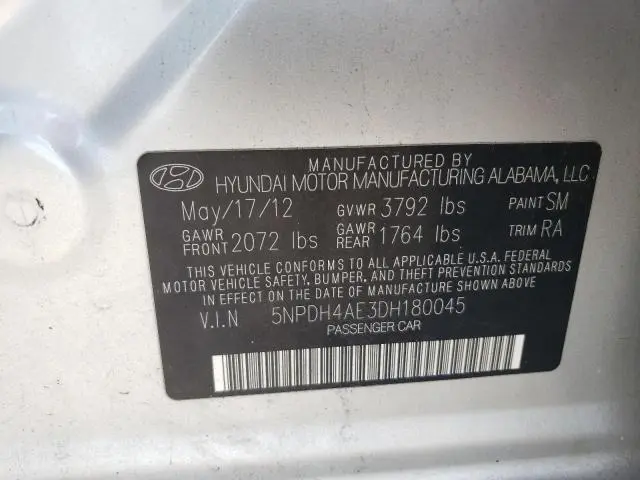 MANUFACTURED BY
HYUNDAI MOTOR MANUFACTURING ALABAMA, LLC
May/17/12 GVWR 3792 lbs PAINT SM
GAWR FRONT 2072 lbs GAWR REAR 1764 lbs TRIM RA
THIS VEHICLE CONFORMS TO ALL APPLICABLE U.S.A. FEDERAL
MOTOR VEHICLE SAFETY, BUMPER, AND THEFT PREVENTION STANDARDS
IN EFFECT ON THE DATE OF MANUFACTURE SHOWN ABOVE.
V.I.N 5NPDH4AE3DH180045
PASSENGER CAR